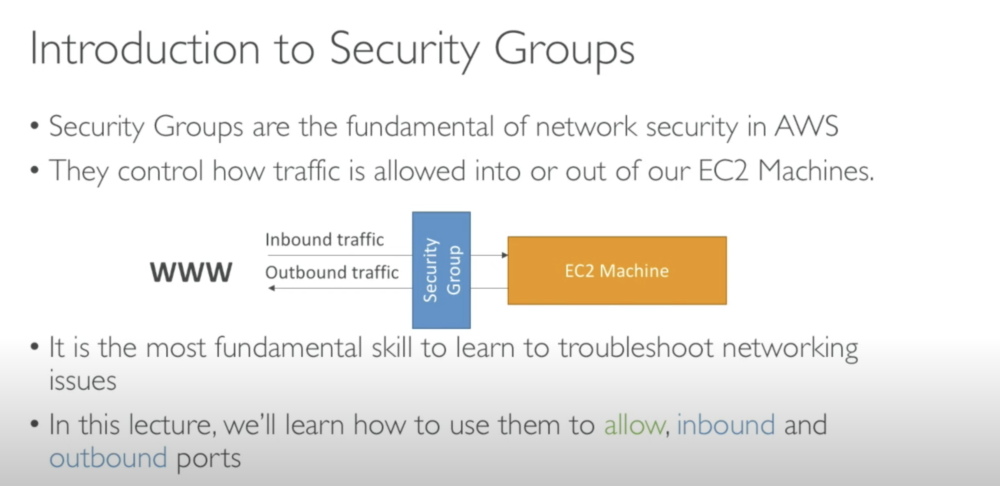 Introduction to Security Groups
• Security Groups are the fundamental of network security in AWS
• They control how traffic is allowed into or out of our EC2 Machines.
WWW
Inbound traffic
Outbound traffic
Security
Group
EC2 Machine
• It is the most fundamental skill to learn to troubleshoot networking
issues
• In this lecture, we'll learn how to use them to allow, inbound and
outbound ports